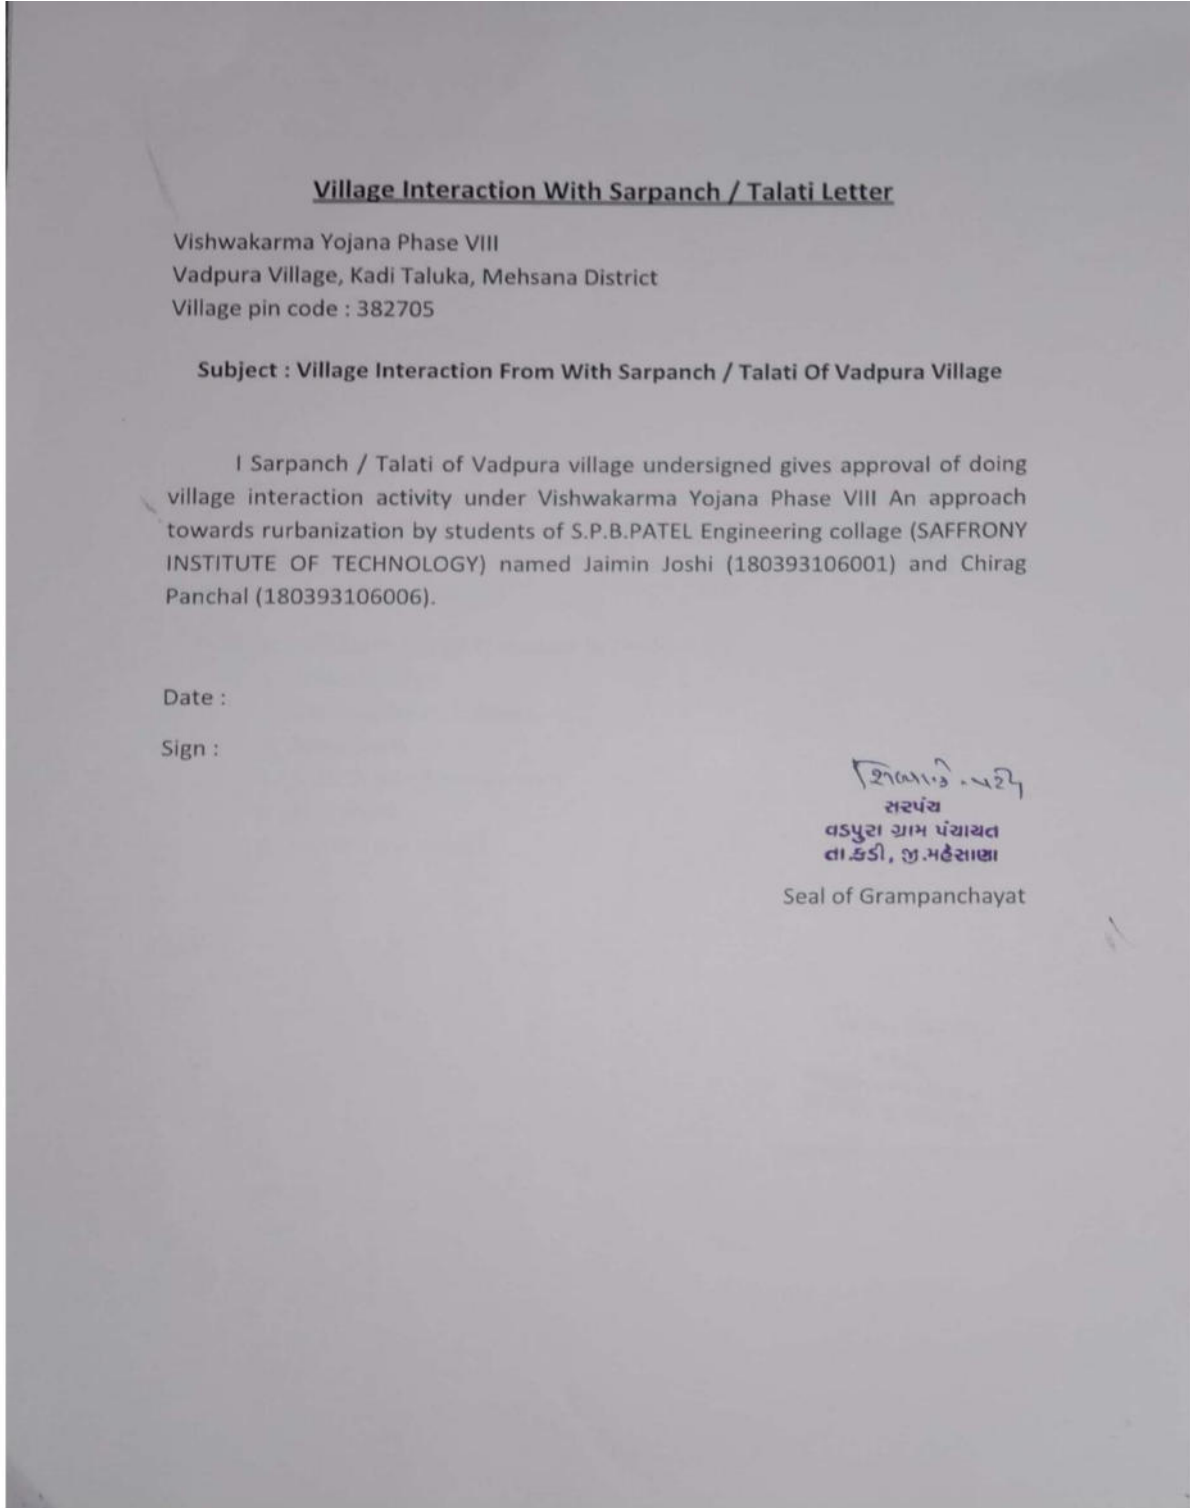 Village Interaction With Sarpanch / Talati Letter
Vishwakarma Yojana Phase VIII
Vadpura Village, Kadi Taluka, Mehsana District
Village pin code : 382705
Subject : Village Interaction From With Sarpanch / Talati Of Vadpura Village
I Sarpanch / Talati of Vadpura village undersigned gives approval of doing
village interaction activity under Vishwakarma Yojana Phase VIII An approach
towards rurbanization by students of S.P.B.PATEL Engineering collage (SAFFRONY
INSTITUTE OF TECHNOLOGY) named Jaimin Joshi (180393106001) and Chirag
Panchal (180393106006).
Date :
Sign :
સરપંચ
વડપુરા ગ્રામ પંચાયત
તા.કડી, જી.મહેસાણા
Seal of Grampanchayat